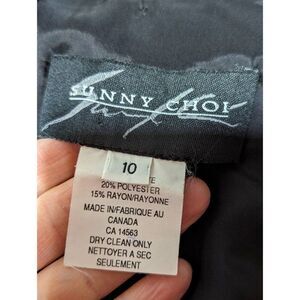 SUNNY CHOI
10
20% POLYESTER
15% RAYON/RAYONNE
MADE IN/FABRIQUE AU
CANADA
CA 14563
DRY CLEAN ONLY
NETTOYER A SEC
SEULEMENT